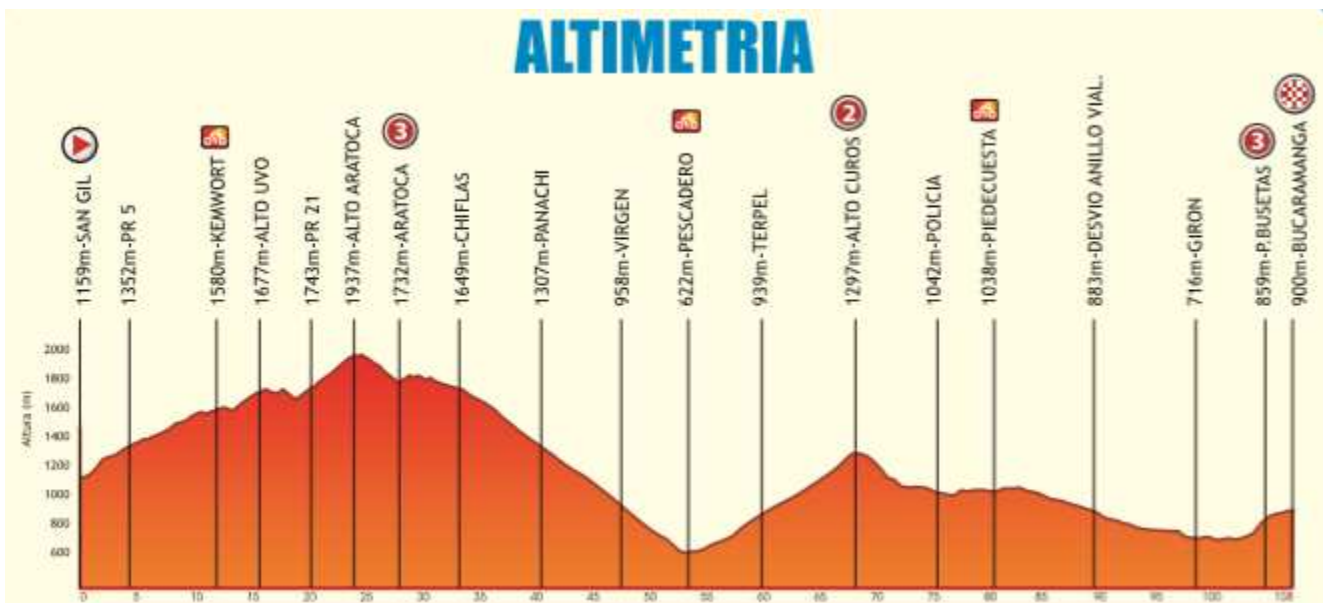 ALTIMETRIA
1159m-SAN GIL
1352m-PR 5
1580m-KEMWORT
1677m-ALTO UVO
1743m-PR 21
1937m-ALTO ARATOCA
3
1732m-ARATOCA
1649m-CHIFLAS
1307m-PANACHI
958m-VIRGEN
622m-PESCADERO
939m-TERPEL
2
1297m-ALTO CUROS
1042m-POLICIA
1038m-PIEDECUESTA
883m-DESVIO ANILLO VIAL.
716m-GIRON
3
859m-P.BUSETAS
900m-BUCARAMANGA
Altura (m)
2000
1800
1600
1400
1200
1000
800
600
0 5 10 15 20 25 30 35 40 45 50 55 60 65 70 75 80 85 90 95 100 108